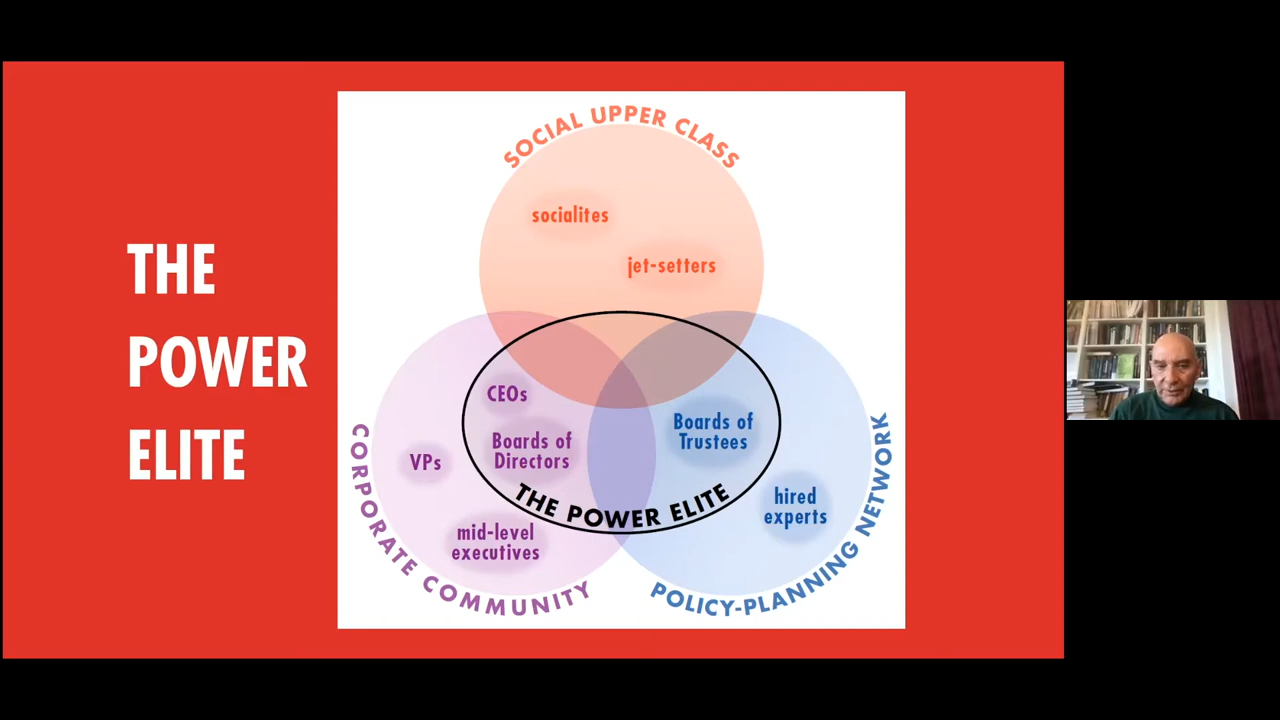 THE
POWER
ELITE
SOCIAL UPPER CLASS
socialites
jet-setters
CEOs
Boards of
Directors
VPs
mid-level
executives
CORPORATE COMMUNITY
Boards of
Trustees
hired
experts
POLICY-PLANNING NETWORK
THE POWER ELITE